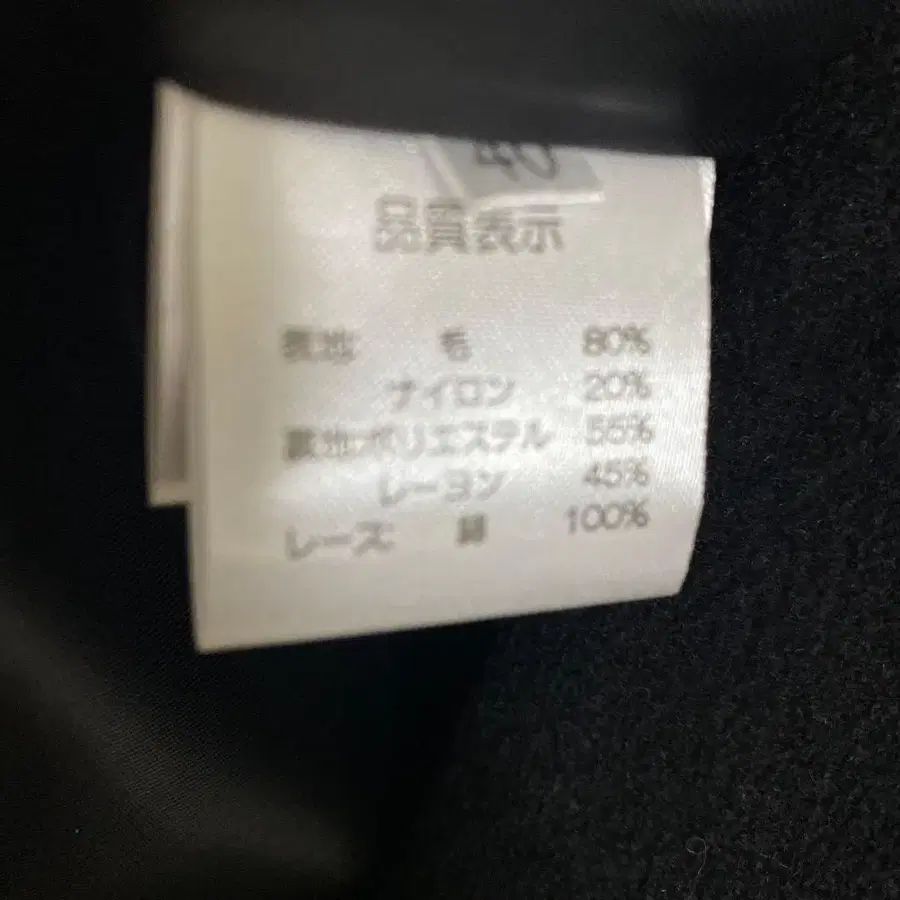 40
品質表示
表地: 毛 80%
ナイロン 20%
裏地:ポリエステル 55%
レーヨン 45%
レース: 綿 100%